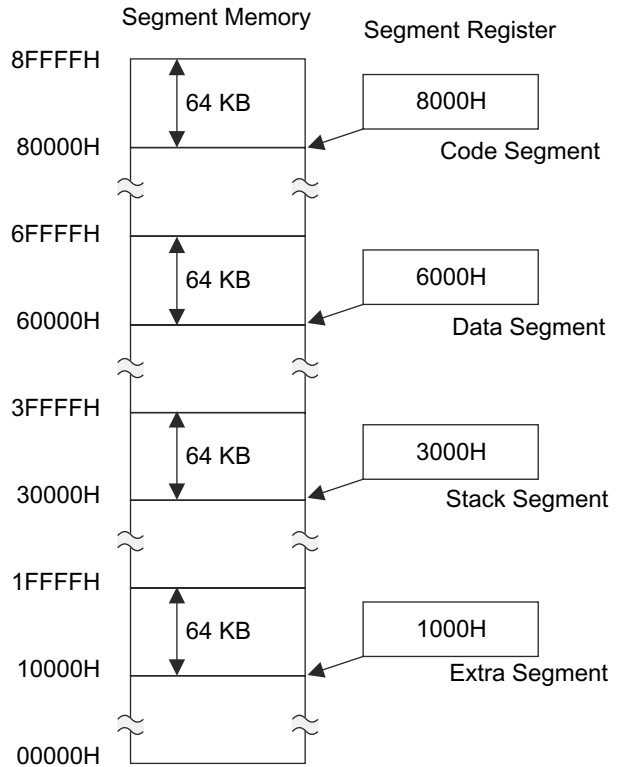 Segment Memory
Segment Register
8FFFFH
64 KB
8000H
80000H
Code Segment
6FFFFH
64 KB
6000H
60000H
Data Segment
3FFFFH
64 KB
3000H
30000H
Stack Segment
1FFFFH
64 KB
1000H
10000H
Extra Segment
00000H